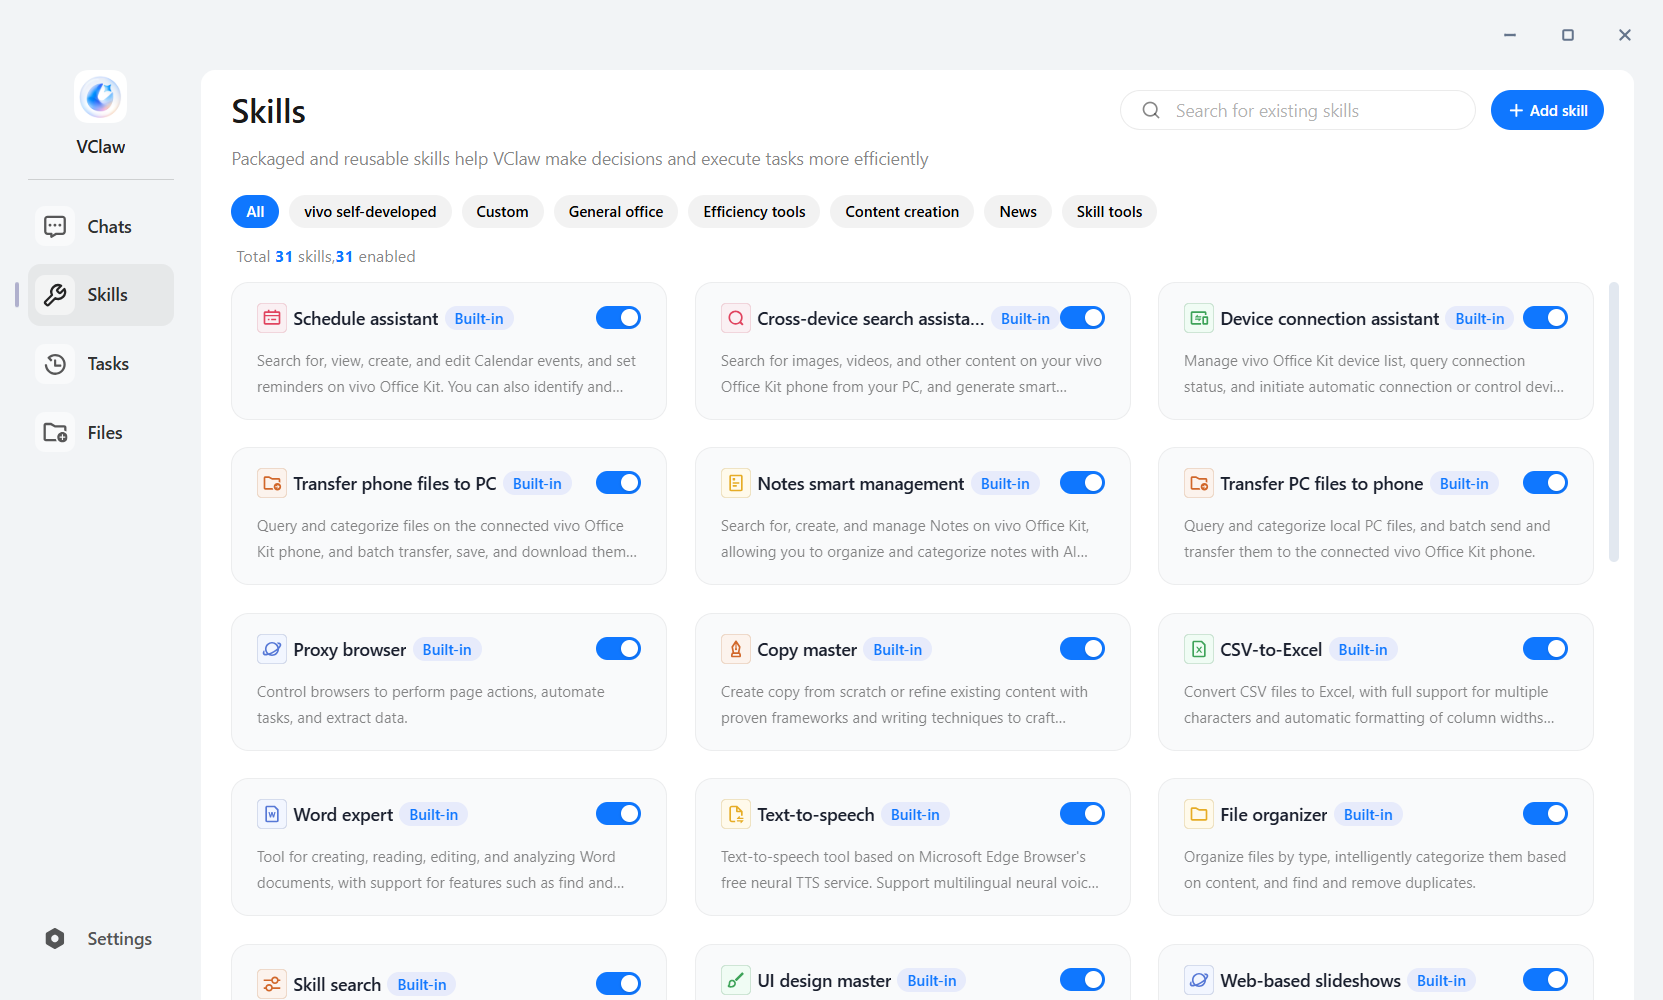 VClaw
Chats
Skills
Tasks
Files
Settings
Skills
Search for existing skills
+ Add skill
Packaged and reusable skills help VClaw make decisions and execute tasks more efficiently
All
vivo self-developed
Custom
General office
Efficiency tools
Content creation
News
Skill tools
Total 31 skills,31 enabled
Schedule assistant Built-in
Search for, view, create, and edit Calendar events, and set
reminders on vivo Office Kit. You can also identify and...
Cross-device search assista... Built-in
Search for images, videos, and other content on your vivo
Office Kit phone from your PC, and generate smart...
Device connection assistant Built-in
Manage vivo Office Kit device list, query connection
status, and initiate automatic connection or control devi...
Transfer phone files to PC Built-in
Query and categorize files on the connected vivo Office
Kit phone, and batch transfer, save, and download them...
Notes smart management Built-in
Search for, create, and manage Notes on vivo Office Kit,
allowing you to organize and categorize notes with AI...
Transfer PC files to phone Built-in
Query and categorize local PC files, and batch send and
transfer them to the connected vivo Office Kit phone.
Proxy browser Built-in
Control browsers to perform page actions, automate
tasks, and extract data.
Copy master Built-in
Create copy from scratch or refine existing content with
proven frameworks and writing techniques to craft...
CSV-to-Excel Built-in
Convert CSV files to Excel, with full support for multiple
characters and automatic formatting of column widths...
Word expert Built-in
Tool for creating, reading, editing, and analyzing Word
documents, with support for features such as find and...
Text-to-speech Built-in
Text-to-speech tool based on Microsoft Edge Browser's
free neural TTS service. Support multilingual neural voic...
File organizer Built-in
Organize files by type, intelligently categorize them based
on content, and find and remove duplicates.
Skill search Built-in
UI design master Built-in
Web-based slideshows Built-in